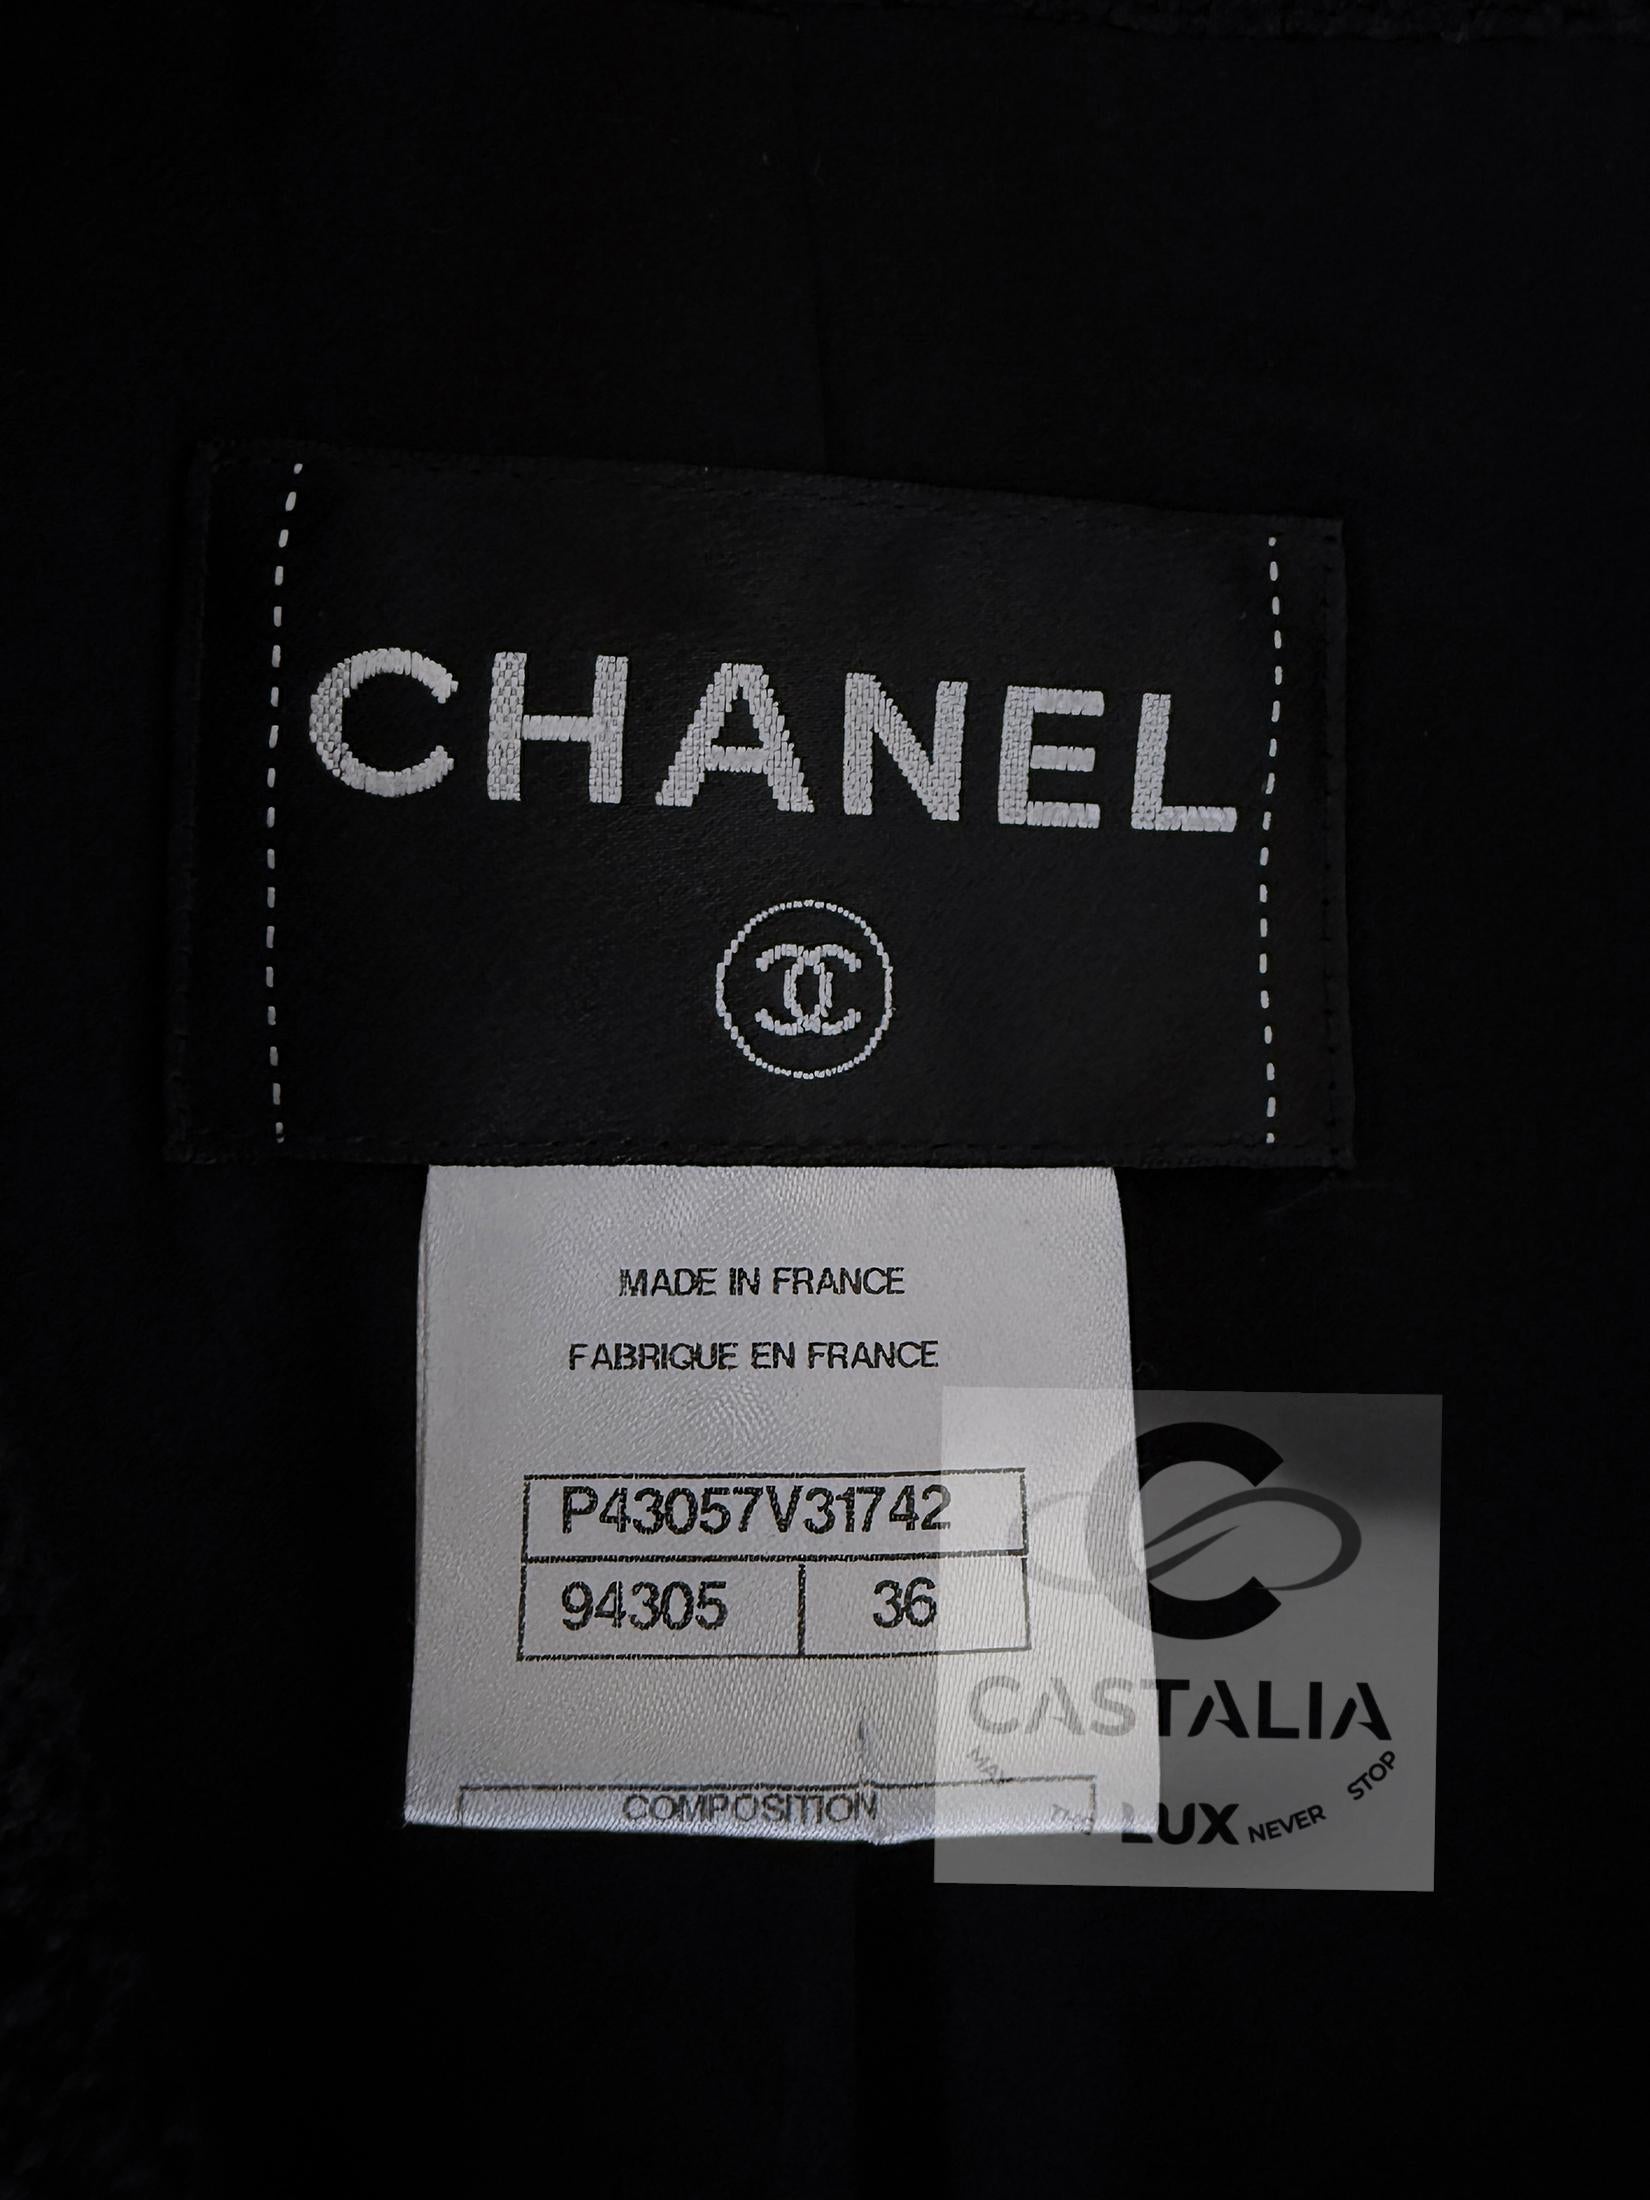 CHANEL
MADE IN FRANCE
FABRIQUE EN FRANCE
P43057V31742
94305 36
COMPOSITION
CASTALIA
LUX NEVER STOP